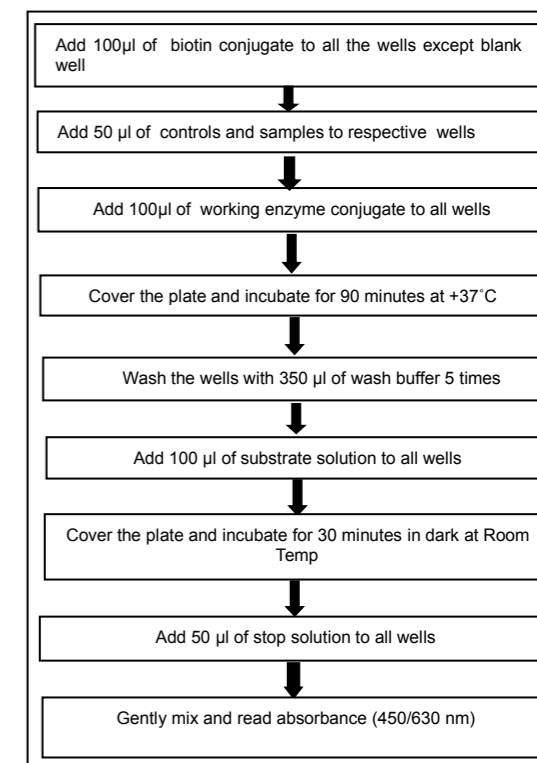 Add 100µl of biotin conjugate to all the wells except blank
well
Add 50 µl of controls and samples to respective wells
Add 100µl of working enzyme conjugate to all wells
Cover the plate and incubate for 90 minutes at +37˚C
Wash the wells with 350 µl of wash buffer 5 times
Add 100 µl of substrate solution to all wells
Cover the plate and incubate for 30 minutes in dark at Room
Temp
Add 50 µl of stop solution to all wells
Gently mix and read absorbance (450/630 nm)